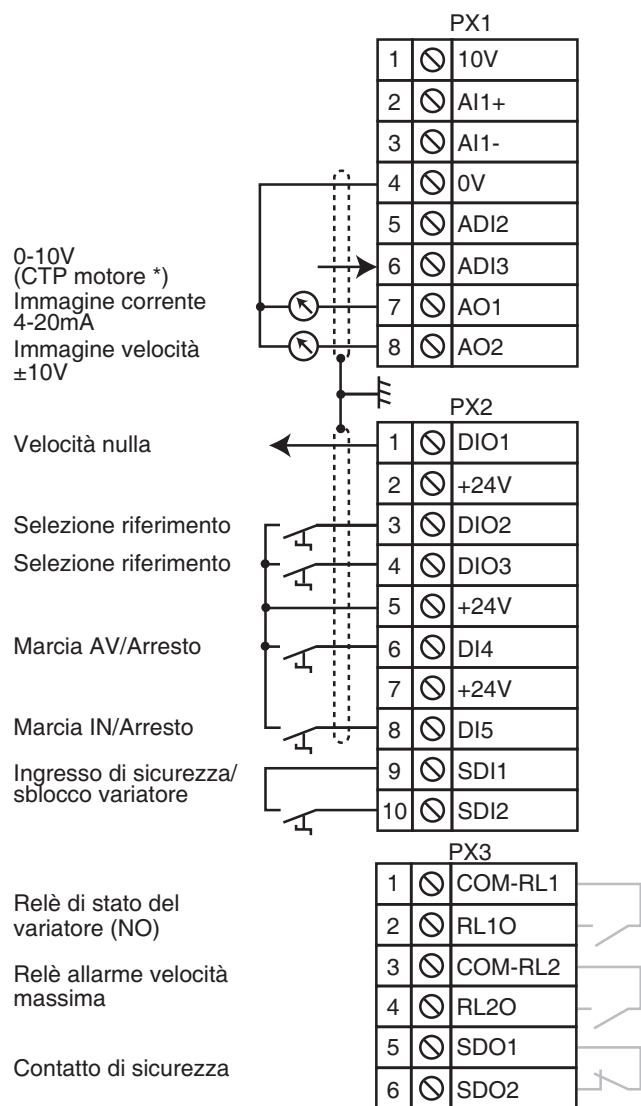 PX1
1 10V
2 AI1+
3 AI1-
4 0V
5 ADI2
0-10V
(CTP motore *)
6 ADI3
Immagine corrente
4-20mA
7 AO1
Immagine velocità
±10V
8 AO2
PX2
Velocità nulla
1 DIO1
2 +24V
Selezione riferimento
3 DIO2
Selezione riferimento
4 DIO3
5 +24V
Marcia AV/Arresto
6 DI4
7 +24V
Marcia IN/Arresto
8 DI5
Ingresso di sicurezza/
sblocco variatore
9 SDI1
10 SDI2
PX3
1 COM-RL1
Relè di stato del
variatore (NO)
2 RL1O
3 COM-RL2
Relè allarme velocità
massima
4 RL2O
5 SDO1
Contatto di sicurezza
6 SDO2